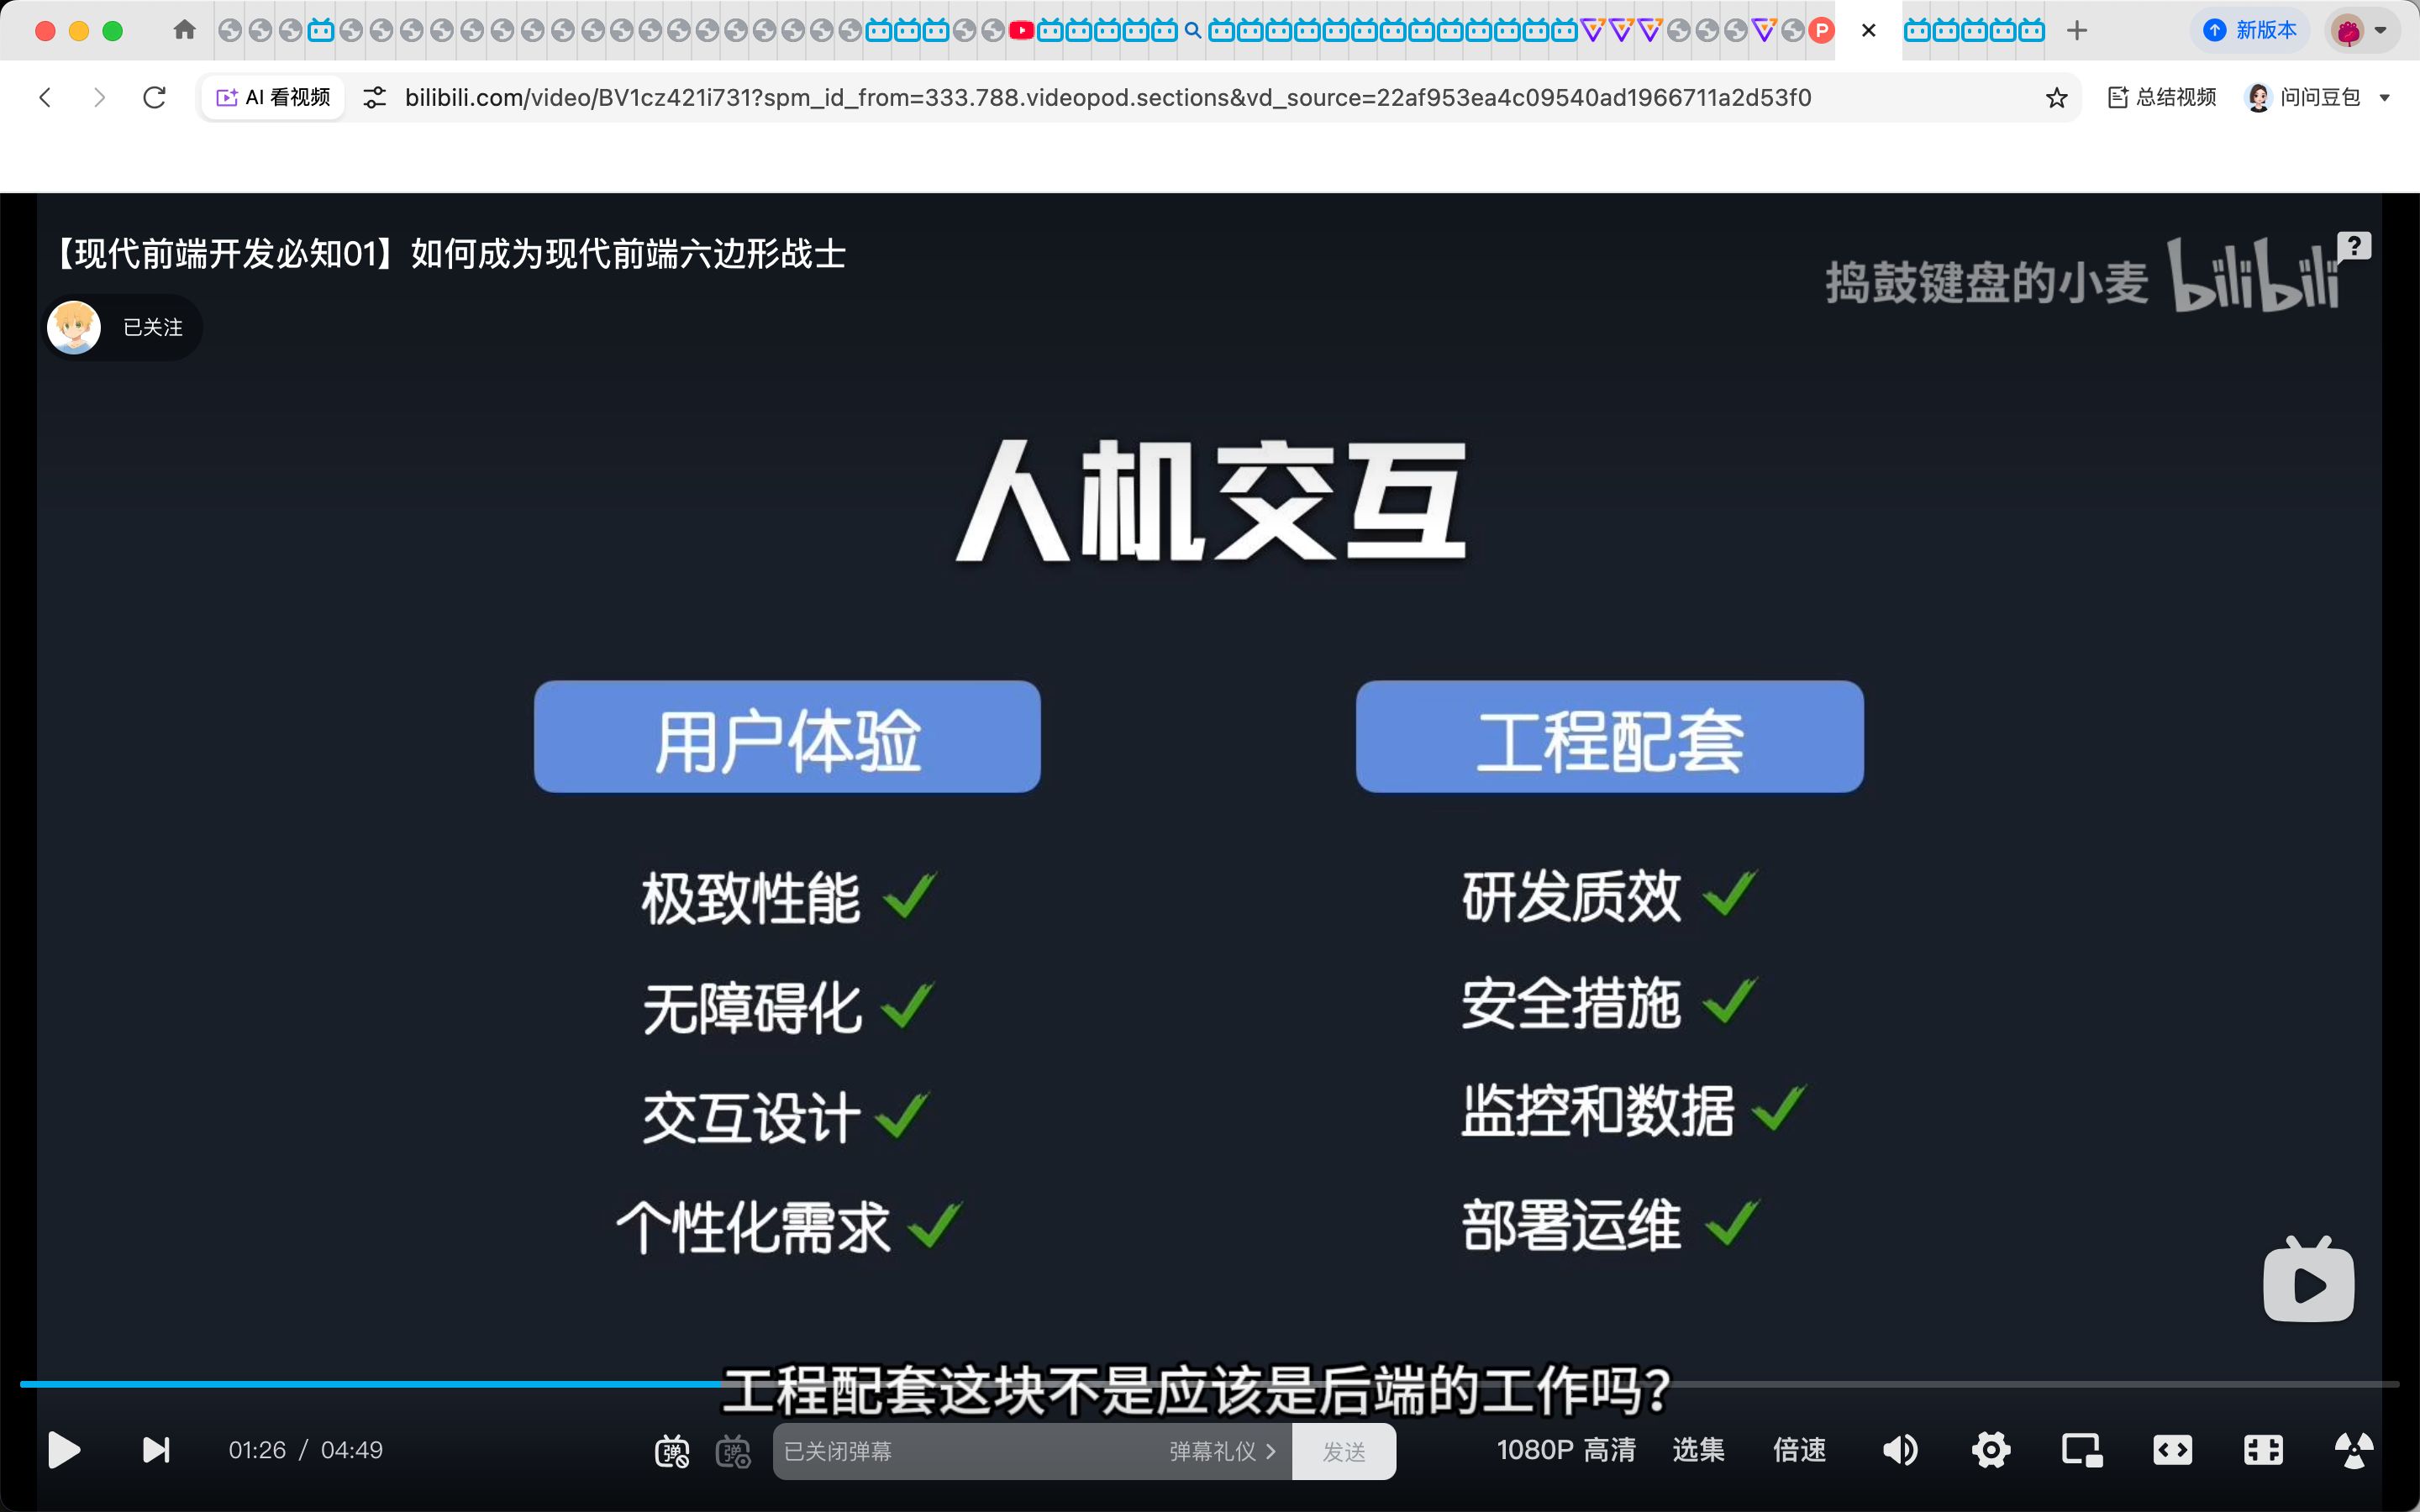 新版本
AI 看视频
bilibili.com/video/BV1cz421i731?spm_id_from=333.788.videopod.sections&vd_source=22af953ea4c09540ad1966711a2d53f0
总结视频
问问豆包
【现代前端开发必知01】如何成为现代前端六边形战士
捣鼓键盘的小麦 bilibili
已关注
人机交互
用户体验
工程配套
极致性能
研发质效
无障碍化
安全措施
交互设计
监控和数据
个性化需求
部署运维
工程配套这块不是应该是后端的工作吗？
01:26 / 04:49
弹
弹
已关闭弹幕
弹幕礼仪
发送
1080P 高清
选集
倍速